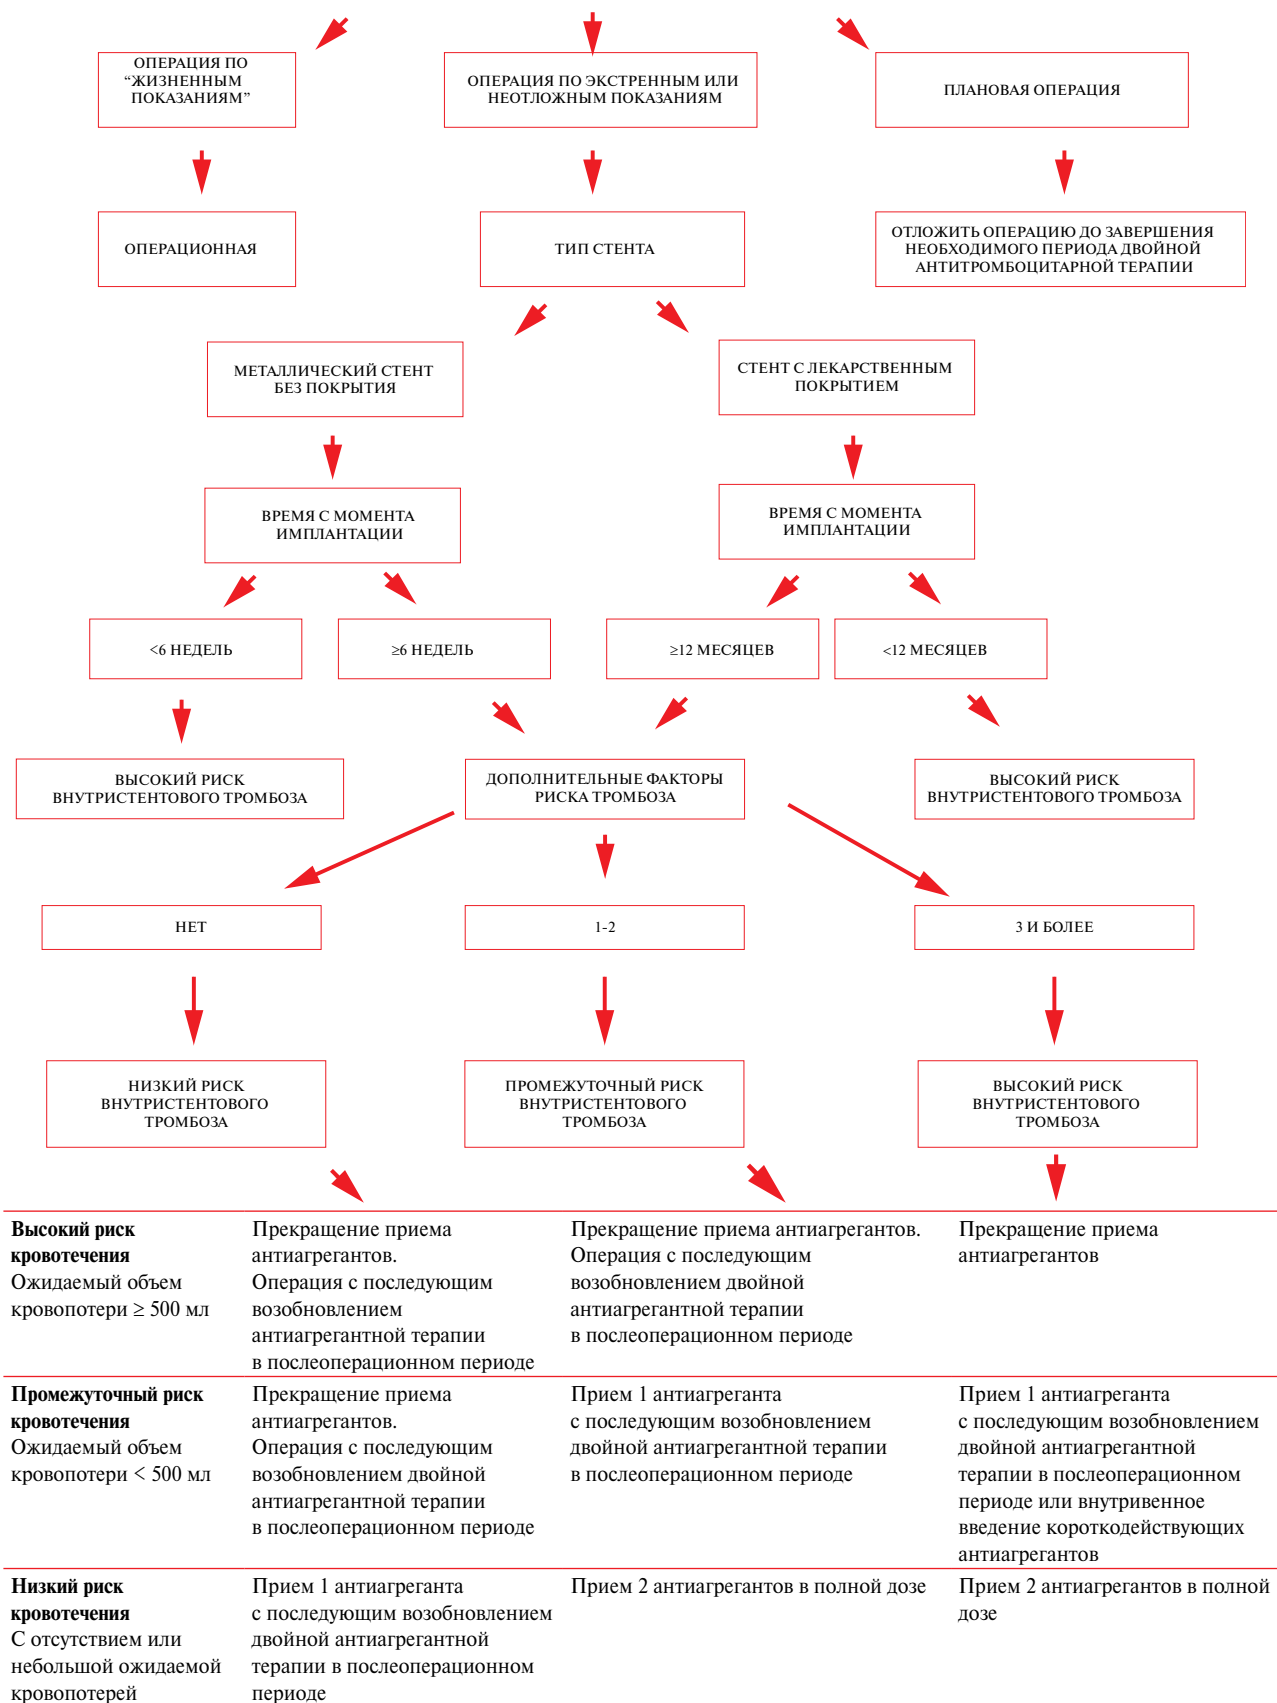 ОПЕРАЦИЯ ПО
“ЖИЗНЕННЫМ
ПОКАЗАНИЯМ”
ОПЕРАЦИЯ ПО ЭКСТРЕННЫМ ИЛИ
НЕОТЛОЖНЫМ ПОКАЗАНИЯМ
ПЛАНОВАЯ ОПЕРАЦИЯ
ОПЕРАЦИОННАЯ
ТИП СТЕНТА
ОТЛОЖИТЬ ОПЕРАЦИЮ ДО ЗАВЕРШЕНИЯ
НЕОБХОДИМОГО ПЕРИОДА ДВОЙНОЙ
АНТИТРОМБОЦИТАРНОЙ ТЕРАПИИ
МЕТАЛЛИЧЕСКИЙ СТЕНТ
БЕЗ ПОКРЫТИЯ
СТЕНТ С ЛЕКАРСТВЕННЫМ
ПОКРЫТИЕМ
ВРЕМЯ С МОМЕНТА
ИМПЛАНТАЦИИ
ВРЕМЯ С МОМЕНТА
ИМПЛАНТАЦИИ
<6 НЕДЕЛЬ
≥6 НЕДЕЛЬ
≥12 МЕСЯЦЕВ
<12 МЕСЯЦЕВ
ВЫСОКИЙ РИСК
ВНУТРИСТЕНТОВОГО ТРОМБОЗА
ДОПОЛНИТЕЛЬНЫЕ ФАКТОРЫ
РИСКА ТРОМБОЗА
ВЫСОКИЙ РИСК
ВНУТРИСТЕНТОВОГО ТРОМБОЗА
НЕТ
1-2
3 И БОЛЕЕ
НИЗКИЙ РИСК
ВНУТРИСТЕНТОВОГО
ТРОМБОЗА
ПРОМЕЖУТОЧНЫЙ РИСК
ВНУТРИСТЕНТОВОГО
ТРОМБОЗА
ВЫСОКИЙ РИСК
ВНУТРИСТЕНТОВОГО
ТРОМБОЗА
Высокий риск
кровотечения
Ожидаемый объем
кровопотери ≥ 500 мл
Прекращение приема
антиагрегантов.
Операция с последующим
возобновлением
антиагрегантной терапии
в послеоперационном периоде
Прекращение приема антиагрегантов.
Операция с последующим
возобновлением двойной
антиагрегантной терапии
в послеоперационном периоде
Прекращение приема
антиагрегантов
Промежуточный риск
кровотечения
Ожидаемый объем
кровопотери < 500 мл
Прекращение приема
антиагрегантов.
Операция с последующим
возобновлением двойной
антиагрегантной терапии
в послеоперационном периоде
Прием 1 антиагреганта
с последующим возобновлением
двойной антиагрегантной терапии
в послеоперационном периоде
Прием 1 антиагреганта
с последующим возобновлением
двойной антиагрегантной
терапии в послеоперационном
периоде или внутривенное
введение короткодействующих
антиагрегантов
Низкий риск
кровотечения
С отсутствием или
небольшой ожидаемой
кровопотерей
Прием 1 антиагреганта
с последующим возобновлением
двойной антиагрегантной
терапии в послеоперационном
периоде
Прием 2 антиагрегантов в полной дозе
Прием 2 антиагрегантов в полной
дозе